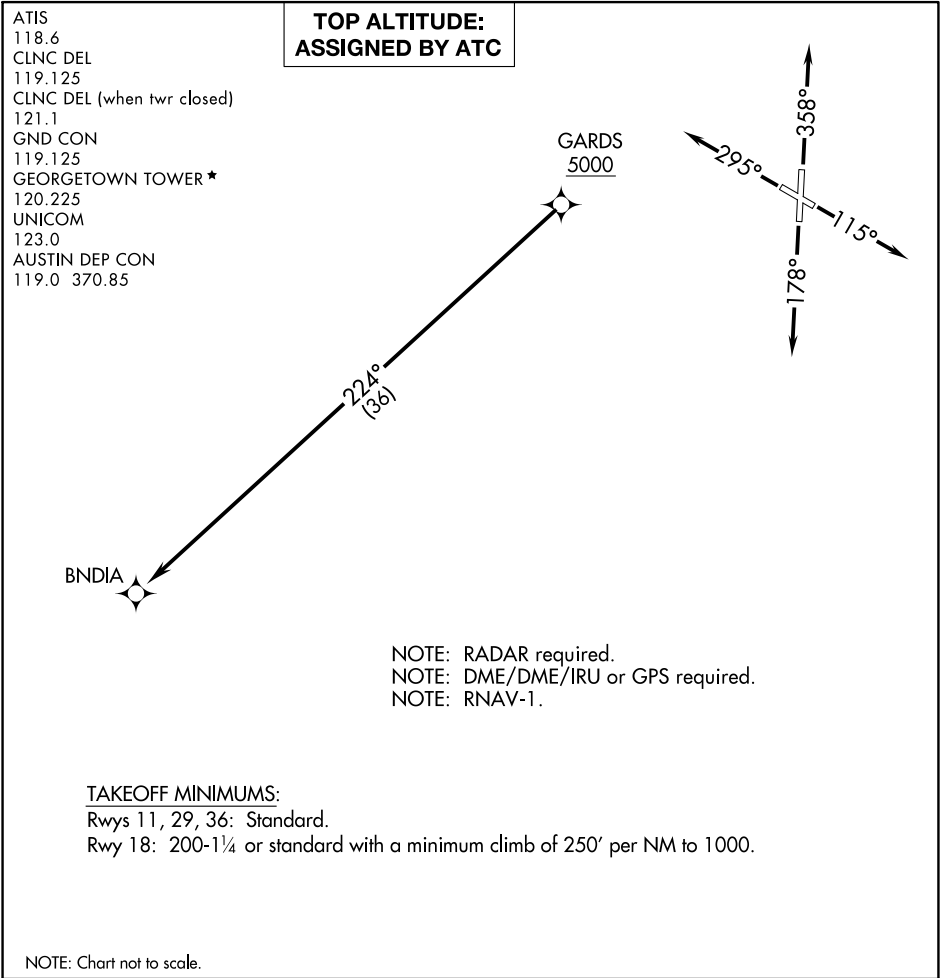 ATIS
118.6
CLNC DEL
119.125
CLNC DEL (when twr closed)
121.1
GND CON
119.125
GEORGETOWN TOWER★
120.225
UNICOM
123.0
AUSTIN DEP CON
119.0 370.85
TOP ALTITUDE:
ASSIGNED BY ATC
GARDS
5000
358°
295°
115°
178°
224°
(36)
BNDIA
NOTE: RADAR required.
NOTE: DME/DME/IRU or GPS required.
NOTE: RNAV-1.
TAKEOFF MINIMUMS:
Rwys 11, 29, 36: Standard.
Rwy 18: 200-1¼ or standard with a minimum climb of 250' per NM to 1000.
NOTE: Chart not to scale.